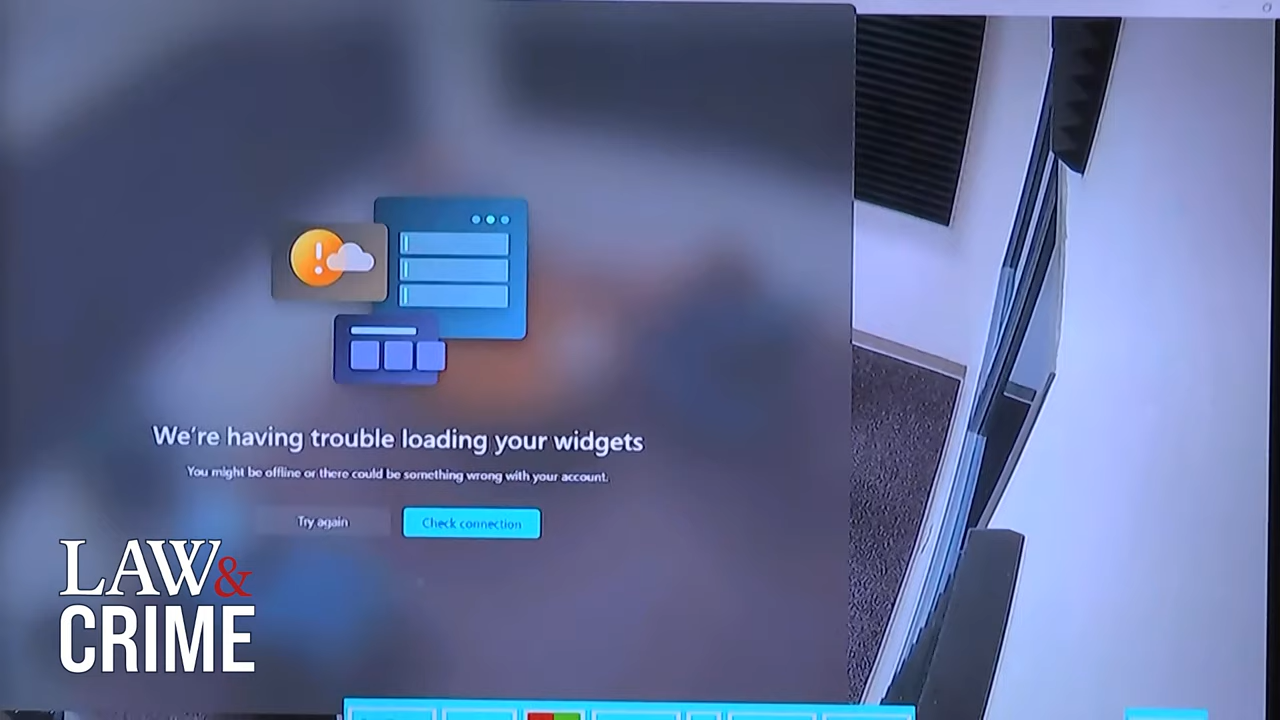 We're having trouble loading your widgets
You might be offline or there could be something wrong with your account.
Try again
Check connection
LAW&
CRIME